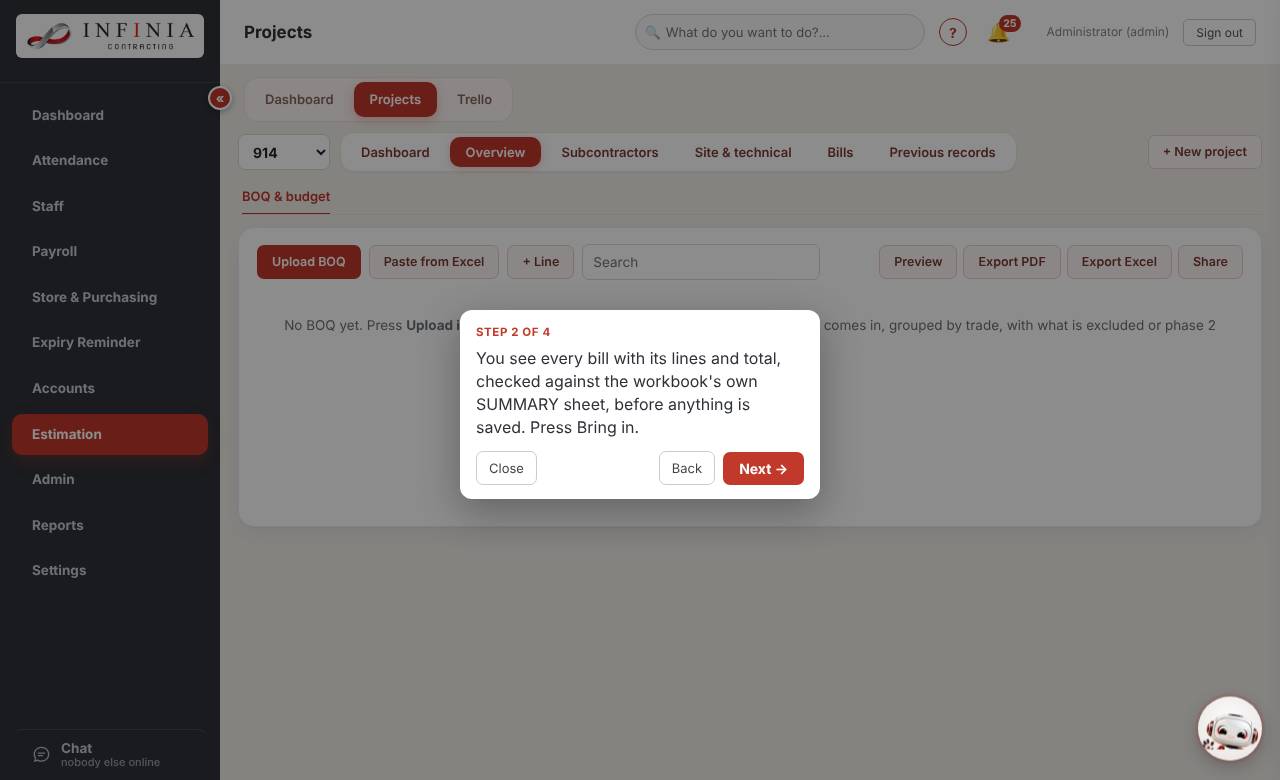 INFINIA
CONTRACTING
Projects
What do you want to do?...
?
25
Administrator (admin)
Sign out
«
Dashboard
Attendance
Staff
Payroll
Store & Purchasing
Expiry Reminder
Accounts
Estimation
Admin
Reports
Settings
Chat
nobody else online
Dashboard
Projects
Trello
914
Dashboard
Overview
Subcontractors
Site & technical
Bills
Previous records
+ New project
BOQ & budget
Upload BOQ
Paste from Excel
+ Line
Search
Preview
Export PDF
Export Excel
Share
No BOQ yet. Press Upload
comes in, grouped by trade, with what is excluded or phase 2
STEP 2 OF 4
You see every bill with its lines and total,
checked against the workbook's own
SUMMARY sheet, before anything is
saved. Press Bring in.
Close
Back
Next →